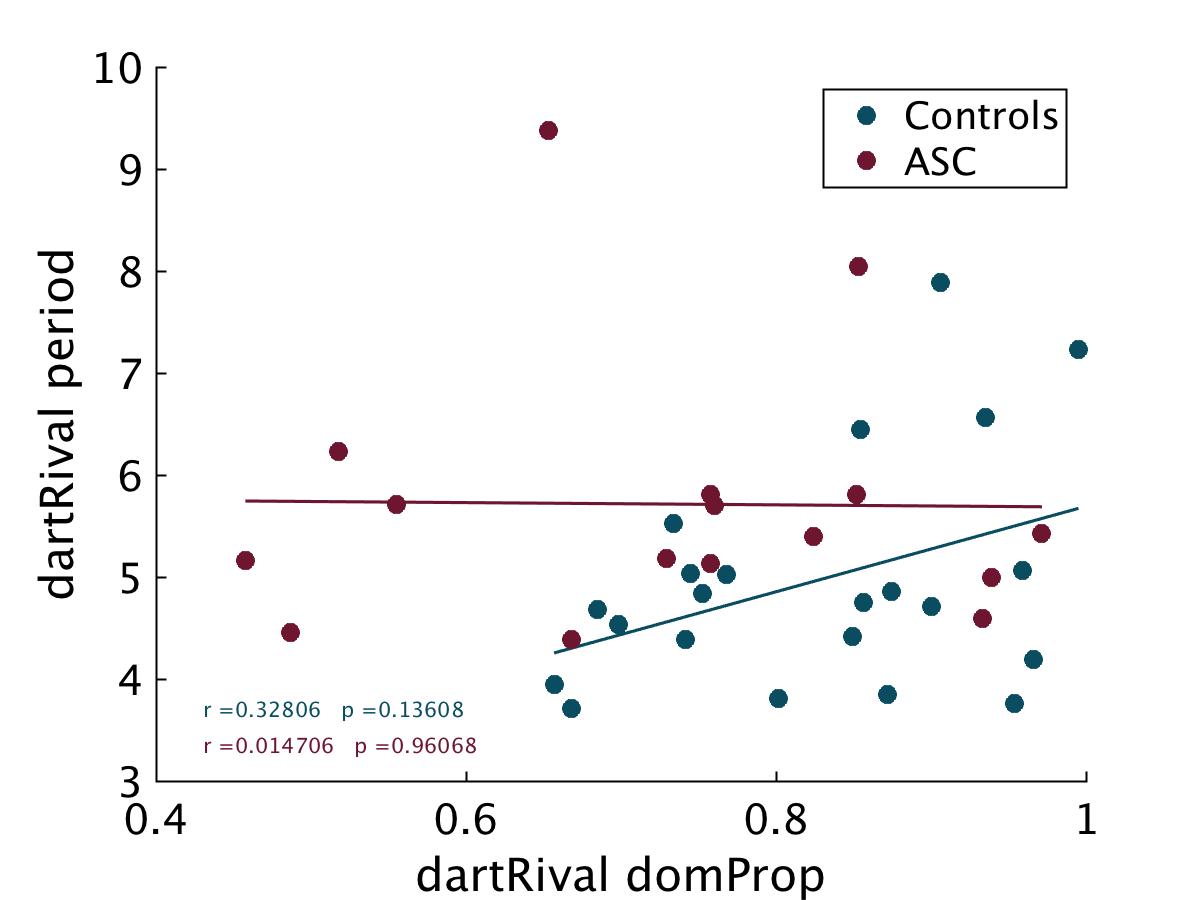 10
9
8
7
6
5
4
3
0.4
0.6
0.8
1
dartRival period
dartRival domProp
Controls
ASC
r =0.32806 p =0.13608
r =0.014706 p =0.96068